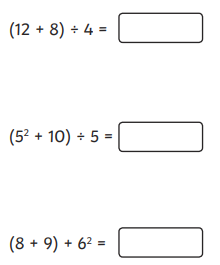 (12 + 8) ÷ 4 =
(5² + 10) ÷ 5 =
(8 + 9) + 6² =